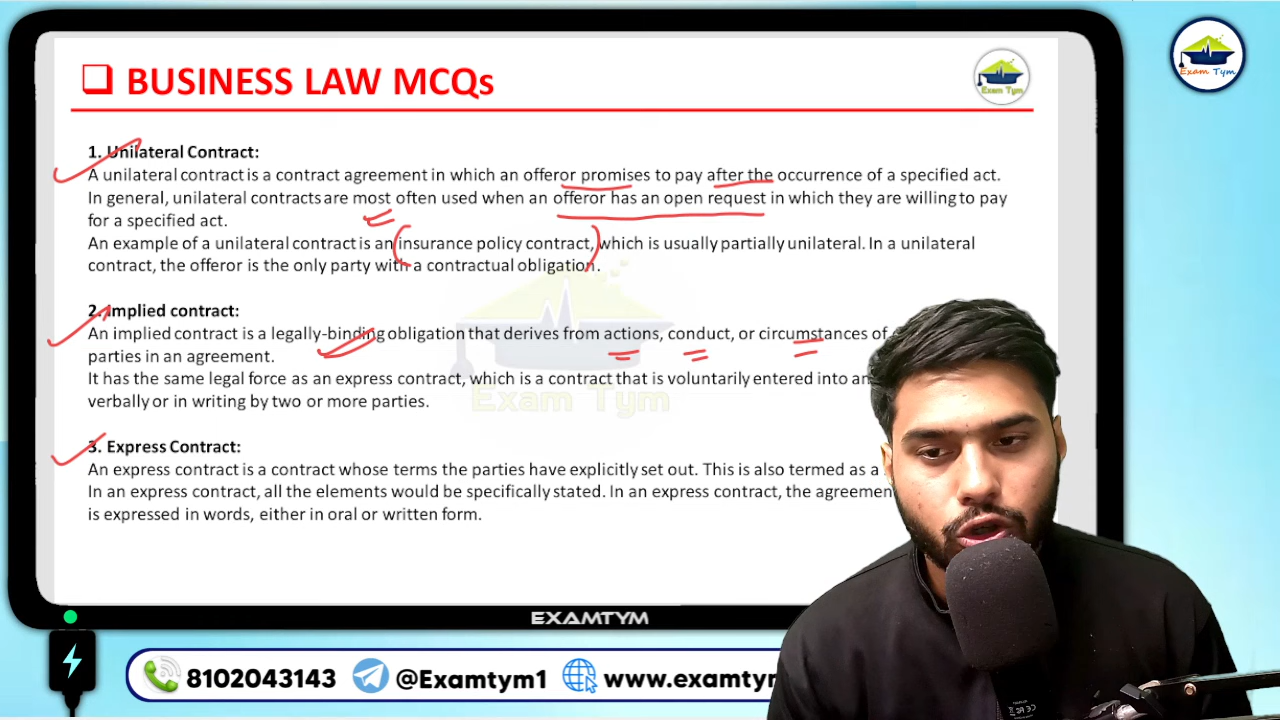 Exam Tym
❑ BUSINESS LAW MCQs
Exam Tym
1. Unilateral Contract:
A unilateral contract is a contract agreement in which an offeror promises to pay after the occurrence of a specified act.
In general, unilateral contracts are most often used when an offeror has an open request in which they are willing to pay
for a specified act.
An example of a unilateral contract is an insurance policy contract, which is usually partially unilateral. In a unilateral
contract, the offeror is the only party with a contractual obligation.
2. Implied contract:
An implied contract is a legally-binding obligation that derives from actions, conduct, or circumstances of
parties in an agreement.
It has the same legal force as an express contract, which is a contract that is voluntarily entered into an
verbally or in writing by two or more parties.
Exam Tym
3. Express Contract:
An express contract is a contract whose terms the parties have explicitly set out. This is also termed as a
In an express contract, all the elements would be specifically stated. In an express contract, the agreemen
is expressed in words, either in oral or written form.
EXAMTYM
8102043143 @Examtym1 www.examty